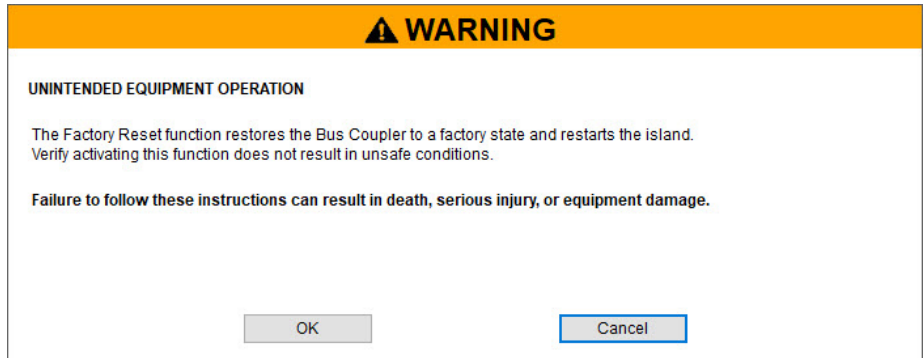 WARNING
UNINTENDED EQUIPMENT OPERATION
The Factory Reset function restores the Bus Coupler to a factory state and restarts the island.
Verify activating this function does not result in unsafe conditions.
Failure to follow these instructions can result in death, serious injury, or equipment damage.
OK Cancel